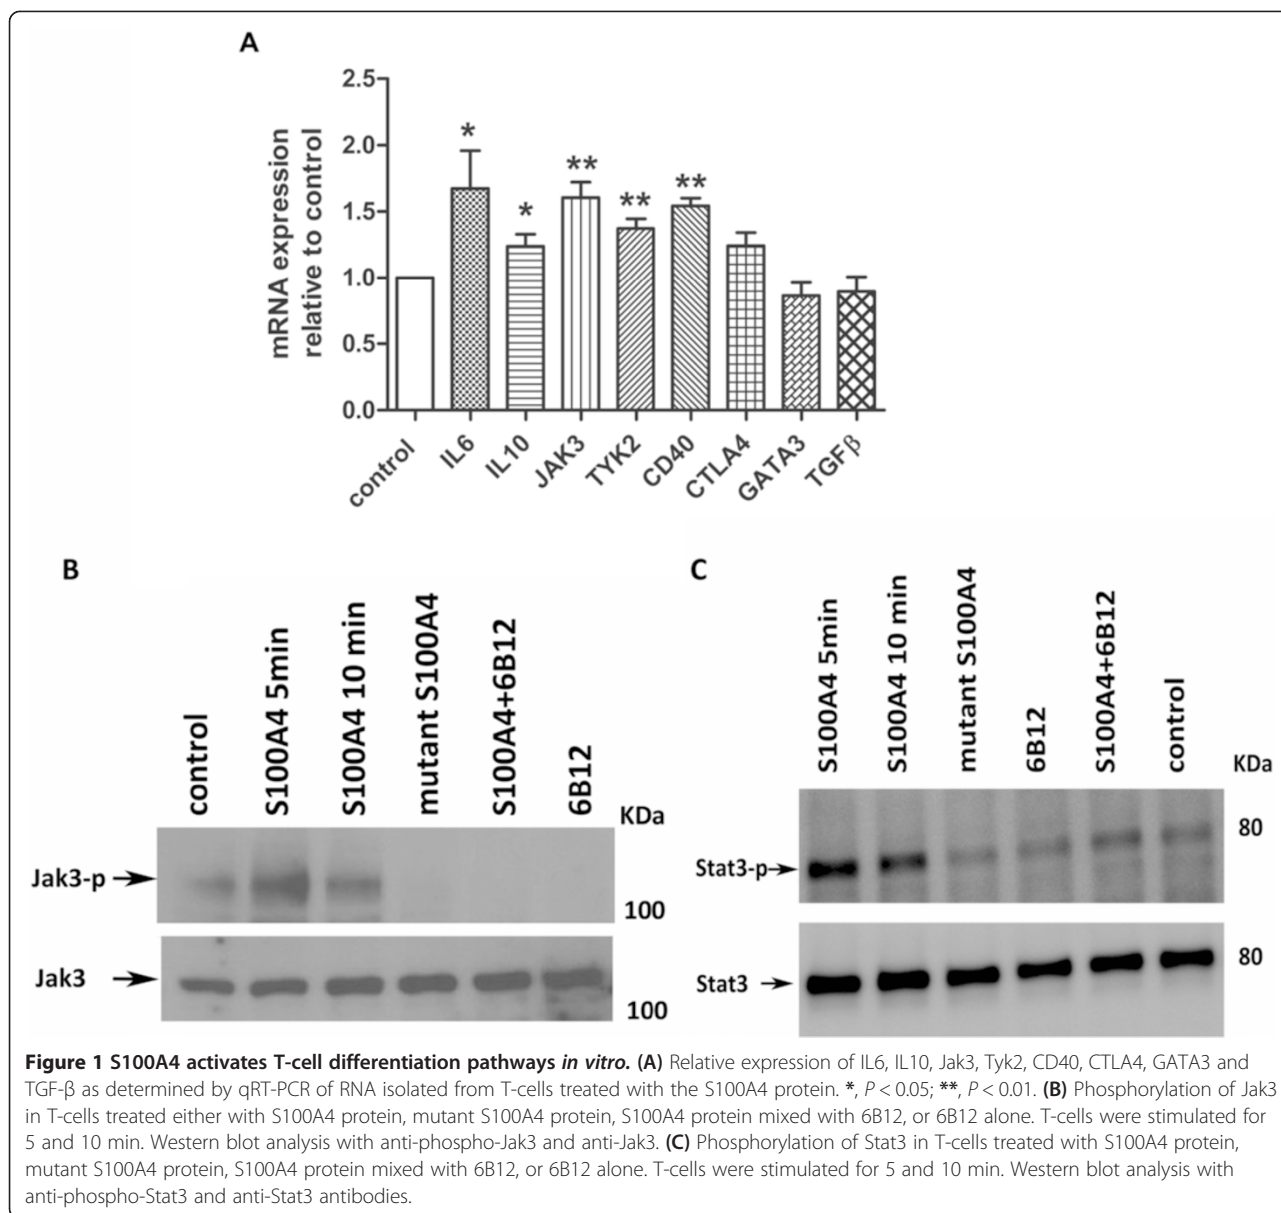 A
mRNA expression
relative to control
2.5
2.0
1.5
1.0
0.5
0.0
*
*
**
**
**
control
IL6
IL10
JAK3
TYK2
CD40
CTLA4
GATA3
TGFβ
B
control
S100A4 5min
S100A4 10 min
mutant S100A4
S100A4+6B12
6B12
KDa
Jak3-p
100
Jak3
100
C
S100A4 5min
S100A4 10 min
mutant S100A4
6B12
S100A4+6B12
control
KDa
80
Stat3-p
80
Stat3
Figure 1 S100A4 activates T-cell differentiation pathways in vitro. (A) Relative expression of IL6, IL10, Jak3, Tyk2, CD40, CTLA4, GATA3 and
TGF-β as determined by qRT-PCR of RNA isolated from T-cells treated with the S100A4 protein. *, P < 0.05; **, P < 0.01. (B) Phosphorylation of Jak3
in T-cells treated either with S100A4 protein, mutant S100A4 protein, S100A4 protein mixed with 6B12, or 6B12 alone. T-cells were stimulated for
5 and 10 min. Western blot analysis with anti-phospho-Jak3 and anti-Jak3. (C) Phosphorylation of Stat3 in T-cells treated with S100A4 protein,
mutant S100A4 protein, S100A4 protein mixed with 6B12, or 6B12 alone. T-cells were stimulated for 5 and 10 min. Western blot analysis with
anti-phospho-Stat3 and anti-Stat3 antibodies.